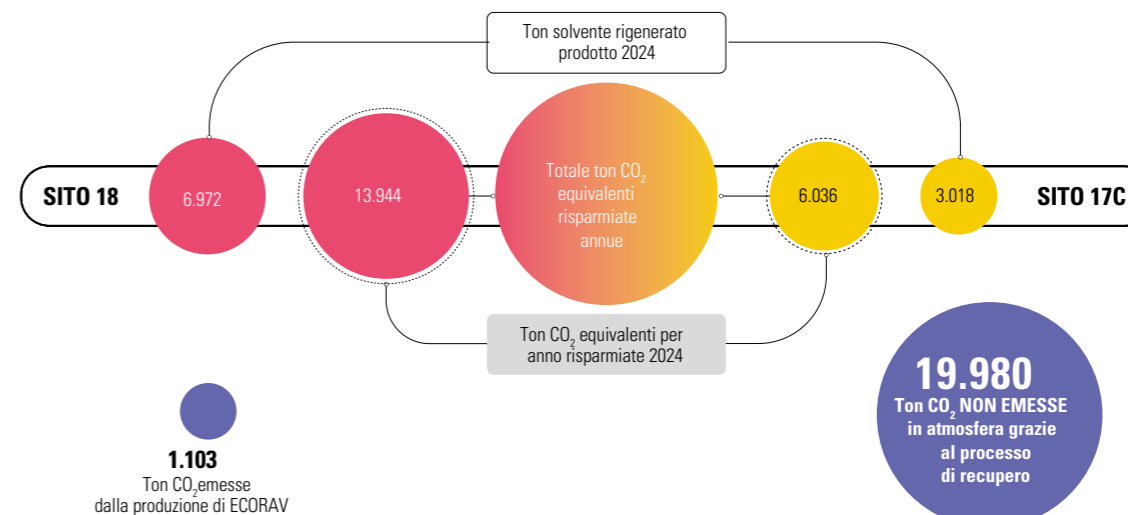 Ton solvente rigenerato
prodotto 2024
SITO 18
6.972
13.944
Totale ton CO₂
equivalenti
risparmiate
annue
6.036
3.018
SITO 17C
Ton CO₂ equivalenti per
anno risparmiate 2024
1.103
Ton CO₂emesse
dalla produzione di ECORAV
19.980
Ton CO₂ NON EMESSE
in atmosfera grazie
al processo
di recupero